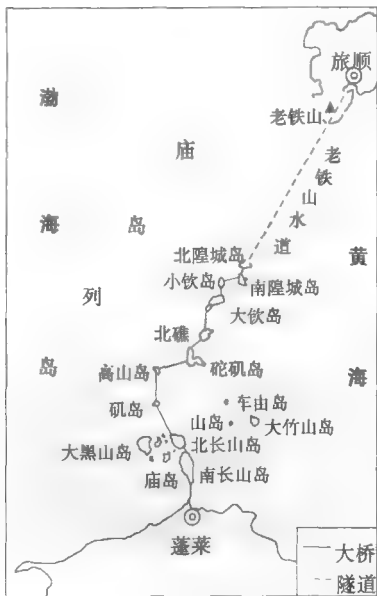 旅顺
老铁山
老铁山水道
渤海
庙岛列岛
黄海
北隍城岛
小饮岛
南隍城岛
大饮岛
北礁
砣矶岛
高山岛
矶岛
车由岛
山岛
大竹山岛
大黑山岛
北长山岛
庙岛
南长山岛
蓬莱
大桥
隧道